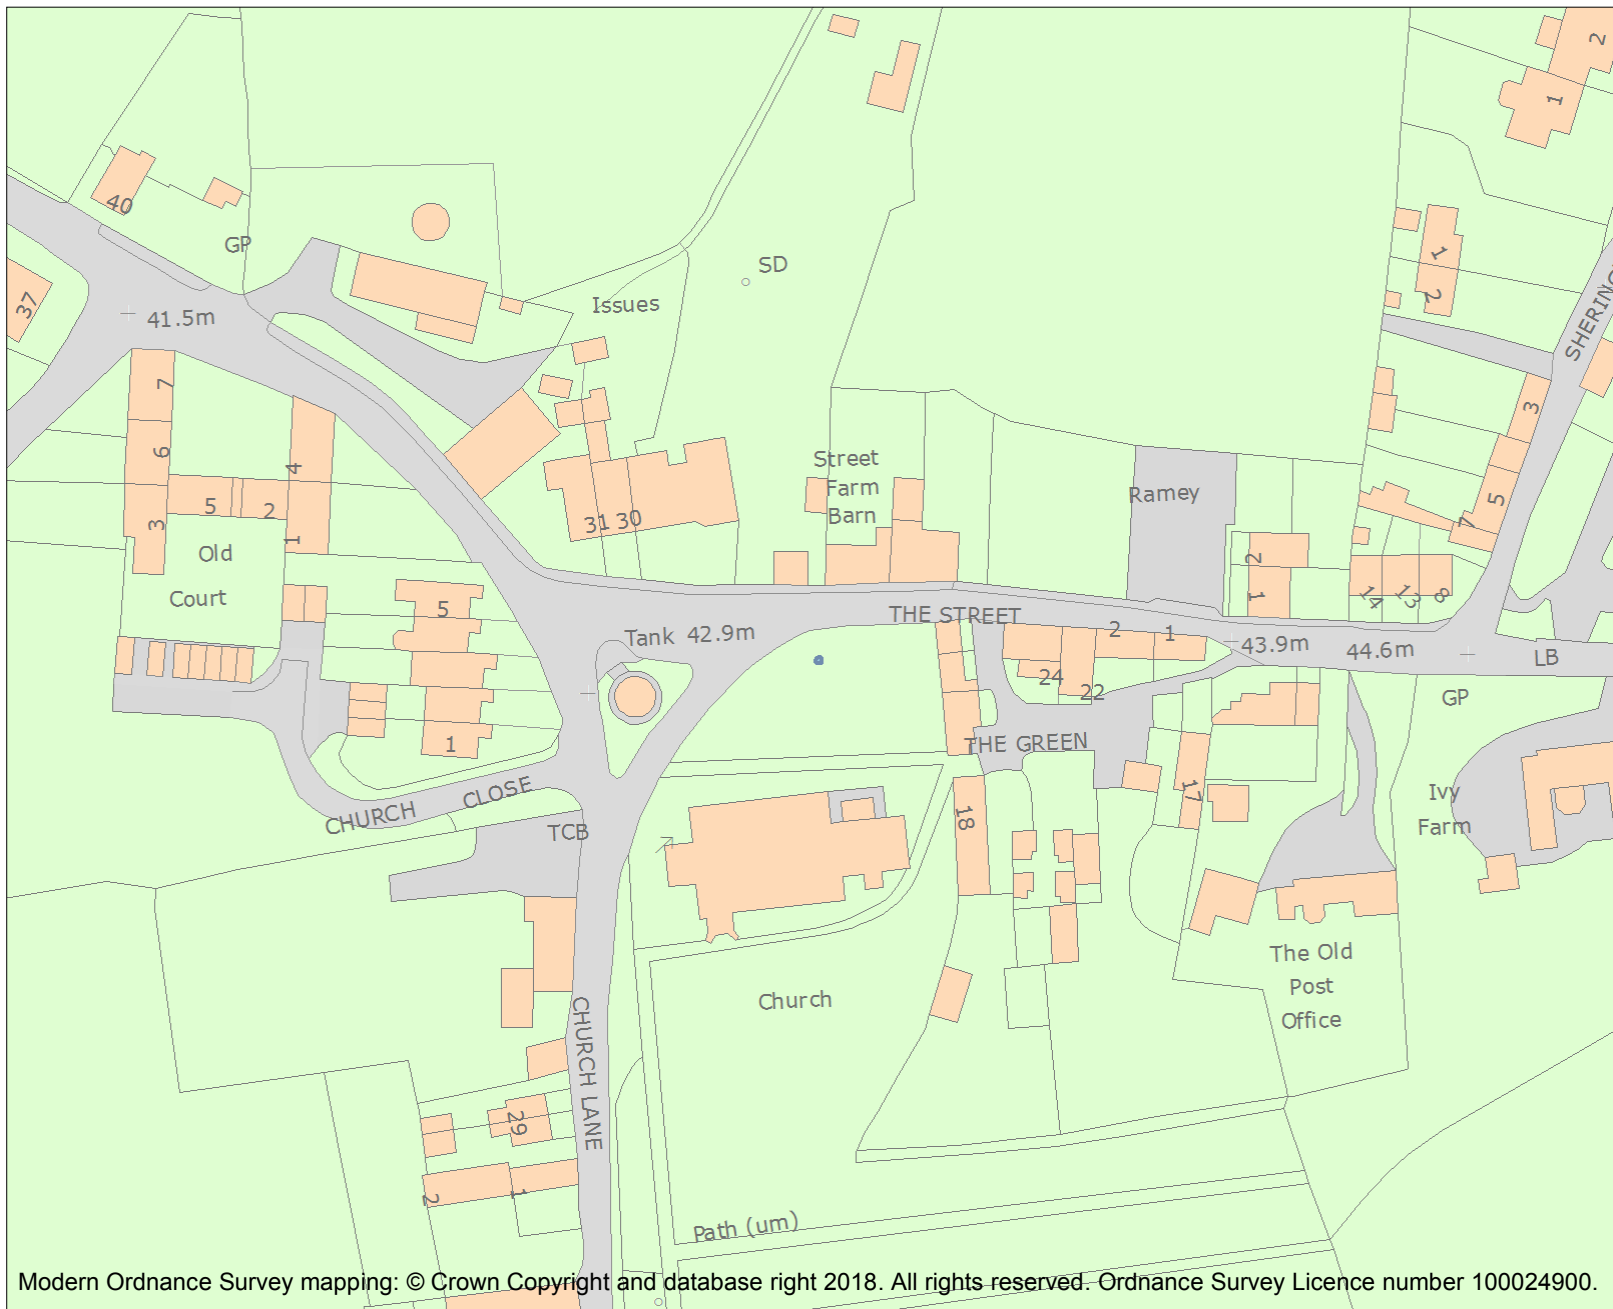 2
1
40
GP
SD
1
37
41.5m
Issues
2
SHERING
7
3
6
4
Street
Farm
Barn
Ramey
5
2
5
3
1
31 30
7
Old
Court
2
1
14
13
8
5
THE STREET
Tank 42.9m
2
1
43.9m
44.6m
LB
24
22
GP
1
THE GREEN
17
CHURCH CLOSE
TCB
18
Ivy
Farm
The Old
Post
Office
Church
CHURCH LANE
29
2
1
Path (um)
Modern Ordnance Survey mapping: © Crown Copyright and database right 2018. All rights reserved. Ordnance Survey Licence number 100024900.